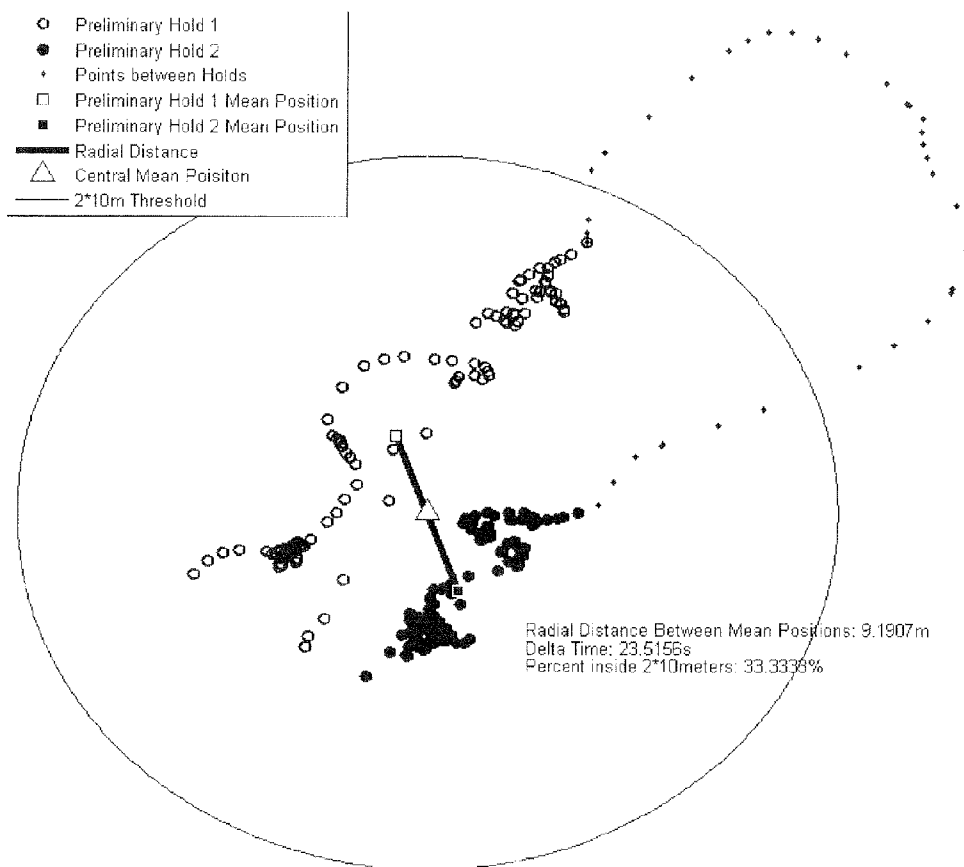 Preliminary Hold 1
Preliminary Hold 2
Points between Holds
Preliminary Hold 1 Mean Position
Preliminary Hold 2 Mean Position
Radial Distance
Central Mean Poisiton
2*10m Threshold
Radial Distance Between Mean Positions: 9.1907m
Delta Time: 23.5156s
Percent inside 2*10meters: 33.3333%